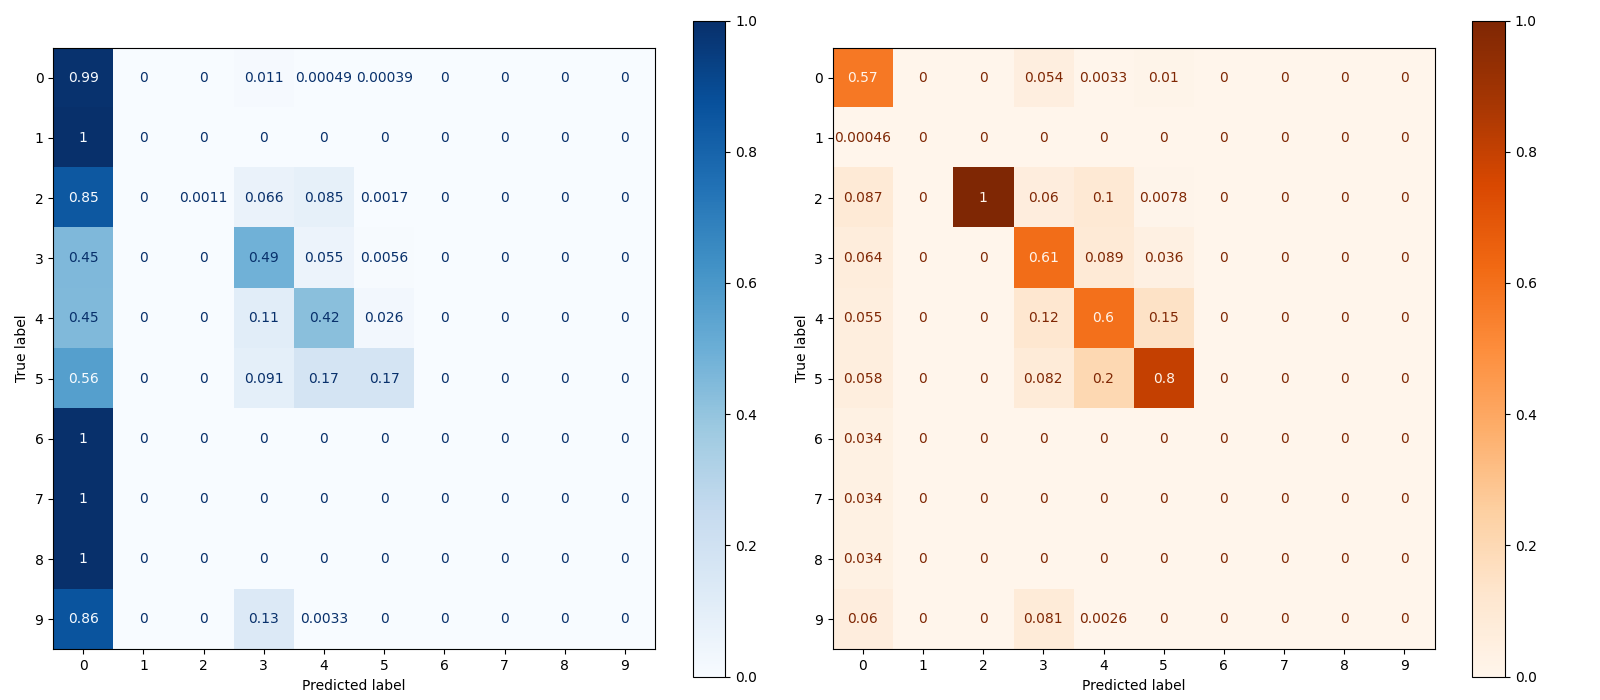 1.0
1.0
0 0.99 0 0 0.011 0.00049 0.00039 0 0 0 0
0 0.57 0 0 0.054 0.0033 0.01 0 0 0 0
1 1 0 0 0 0 0 0 0 0 0
1 0.00046 0 0 0 0 0 0 0 0 0
0.8
0.8
2 0.85 0 0.0011 0.066 0.085 0.0017 0 0 0 0
2 0.087 0 1 0.06 0.1 0.0078 0 0 0 0
3 0.45 0 0 0.49 0.055 0.0056 0 0 0 0
3 0.064 0 0 0.61 0.089 0.036 0 0 0 0
0.6
0.6
True label
4 0.45 0 0 0.11 0.42 0.026 0 0 0 0
True label
4 0.055 0 0 0.12 0.6 0.15 0 0 0 0
5 0.56 0 0 0.091 0.17 0.17 0 0 0 0
5 0.058 0 0 0.082 0.2 0.8 0 0 0 0
0.4
0.4
6 1 0 0 0 0 0 0 0 0 0
6 0.034 0 0 0 0 0 0 0 0 0
7 1 0 0 0 0 0 0 0 0 0
7 0.034 0 0 0 0 0 0 0 0 0
0.2
0.2
8 1 0 0 0 0 0 0 0 0 0
8 0.034 0 0 0 0 0 0 0 0 0
9 0.86 0 0 0.13 0.0033 0 0 0 0 0
9 0.06 0 0 0.081 0.0026 0 0 0 0 0
0.0
0.0
0 1 2 3 4 5 6 7 8 9
0 1 2 3 4 5 6 7 8 9
Predicted label
Predicted label